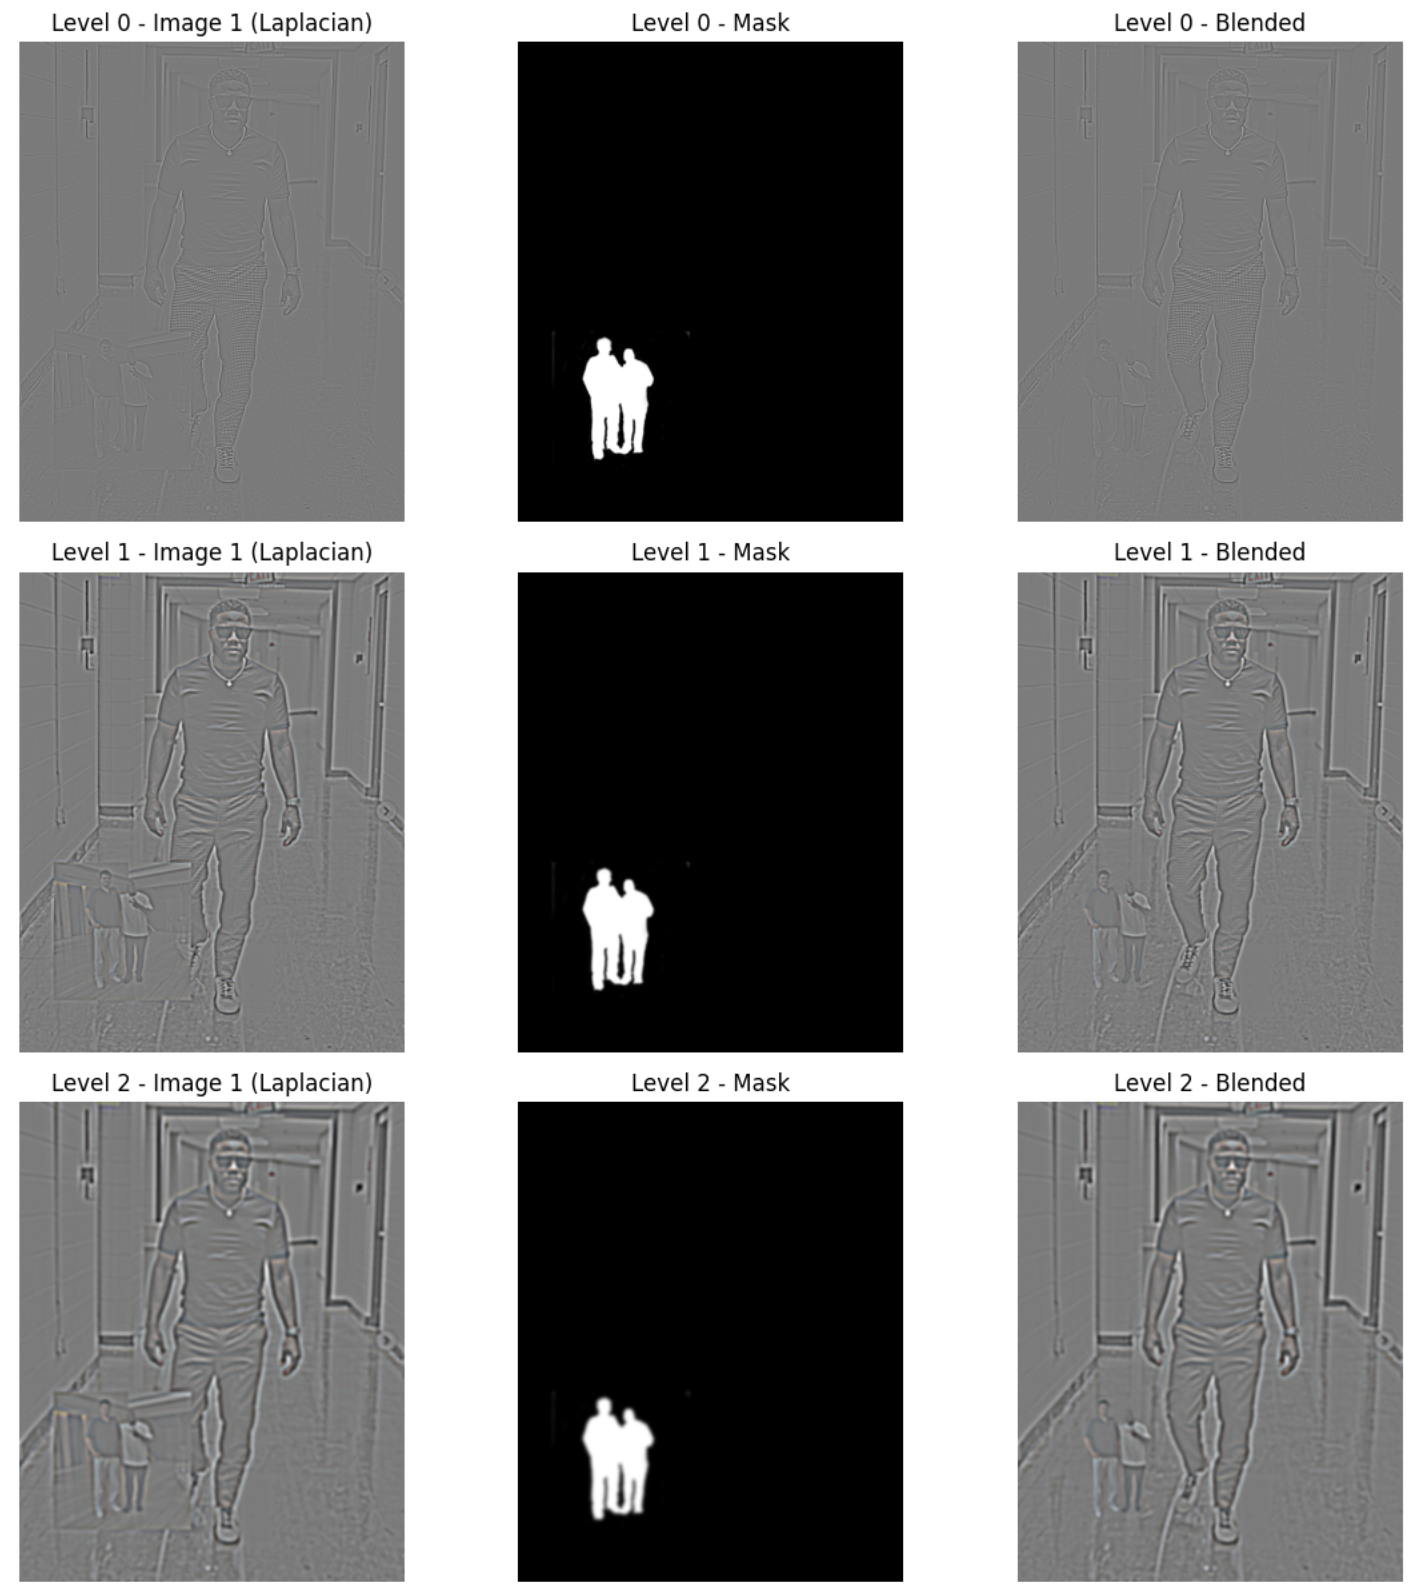 Level 0 - Image 1 (Laplacian)
Level 0 - Mask
Level 0 - Blended
Level 1 - Image 1 (Laplacian)
Level 1 - Mask
Level 1 - Blended
Level 2 - Image 1 (Laplacian)
Level 2 - Mask
Level 2 - Blended